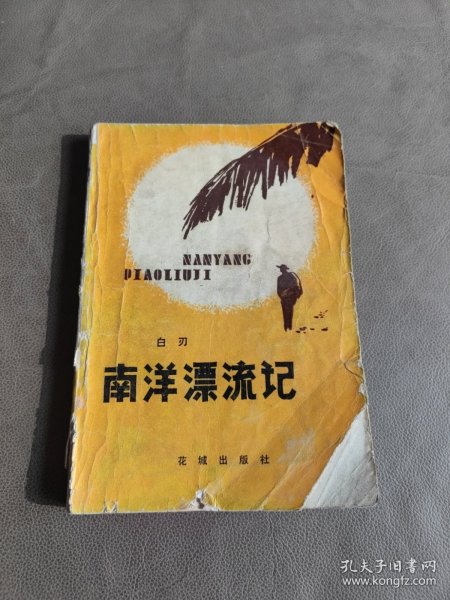 NANYANG
PIAOLIUJI
白刃
南洋漂流记
花城出版社
孔夫子旧书网
www.kongfz.com